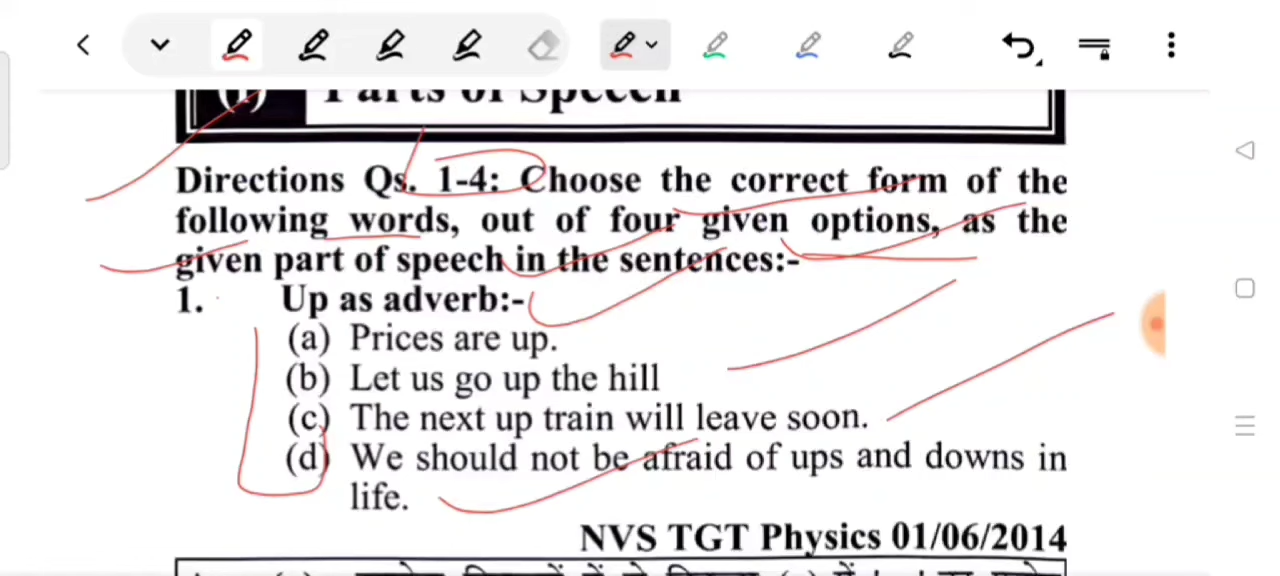 (I) Parts of Speech
Directions Qs. 1-4: Choose the correct form of the
following words, out of four given options, as the
given part of speech in the sentences:-
1. Up as adverb:-
(a) Prices are up.
(b) Let us go up the hill
(c) The next up train will leave soon.
(d) We should not be afraid of ups and downs in
life.
NVS TGT Physics 01/06/2014